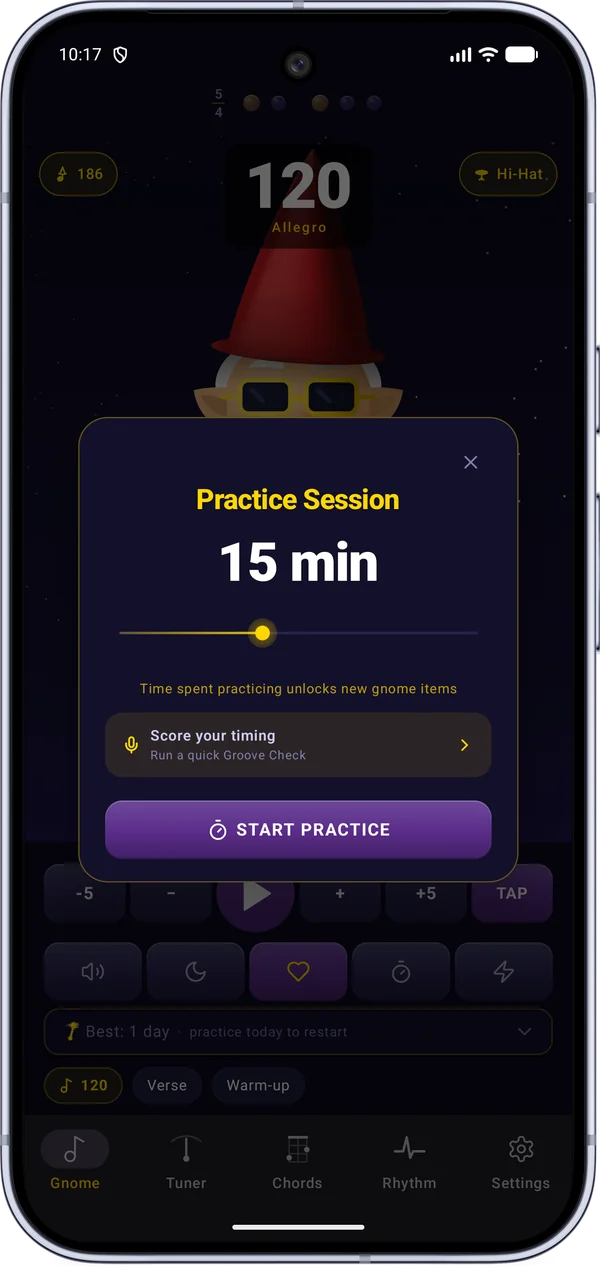 10:17
5
4
186
120
Allegro
Hi-Hat
Practice Session
15 min
Time spent practicing unlocks new gnome items
Score your timing
Run a quick Groove Check
START PRACTICE
-5
−
+
+5
TAP
Best: 1 day · practice today to restart
120
Verse
Warm-up
Gnome
Tuner
Chords
Rhythm
Settings